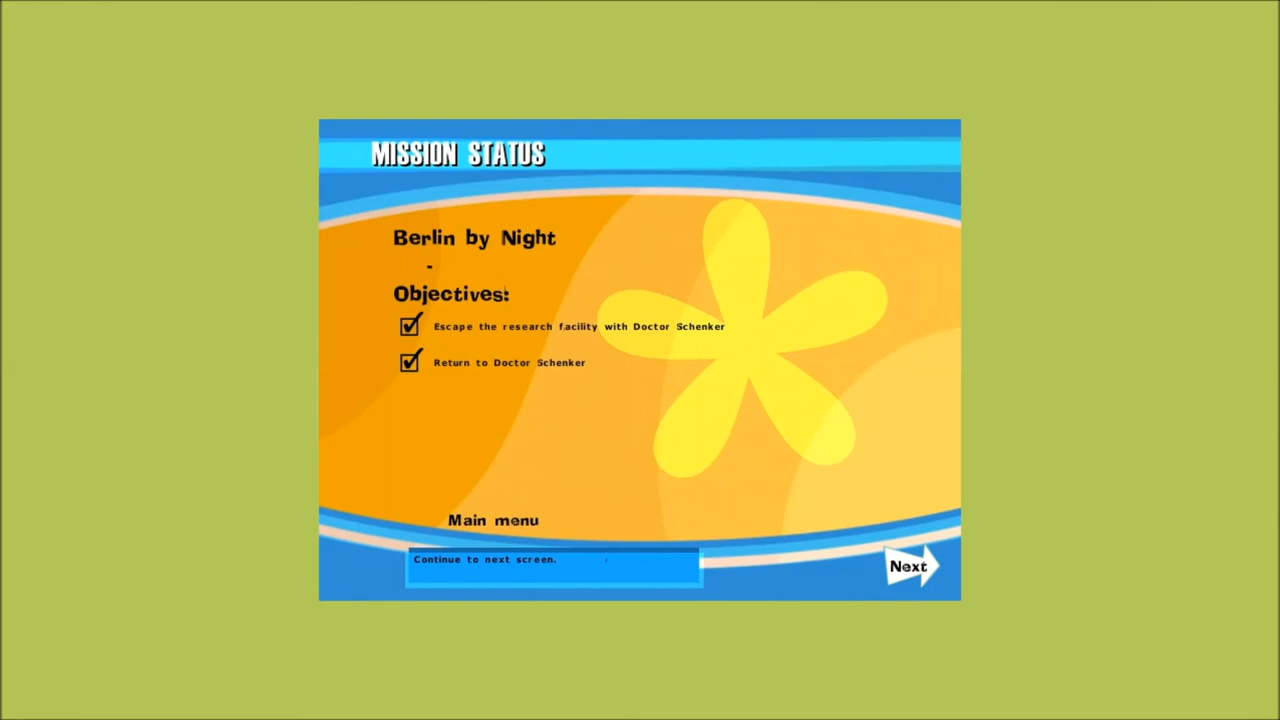 MISSION STATUS
Berlin by Night
-
Objectives:
Escape the research facility with Doctor Schenker
Return to Doctor Schenker
Main menu
Continue to next screen.
Next